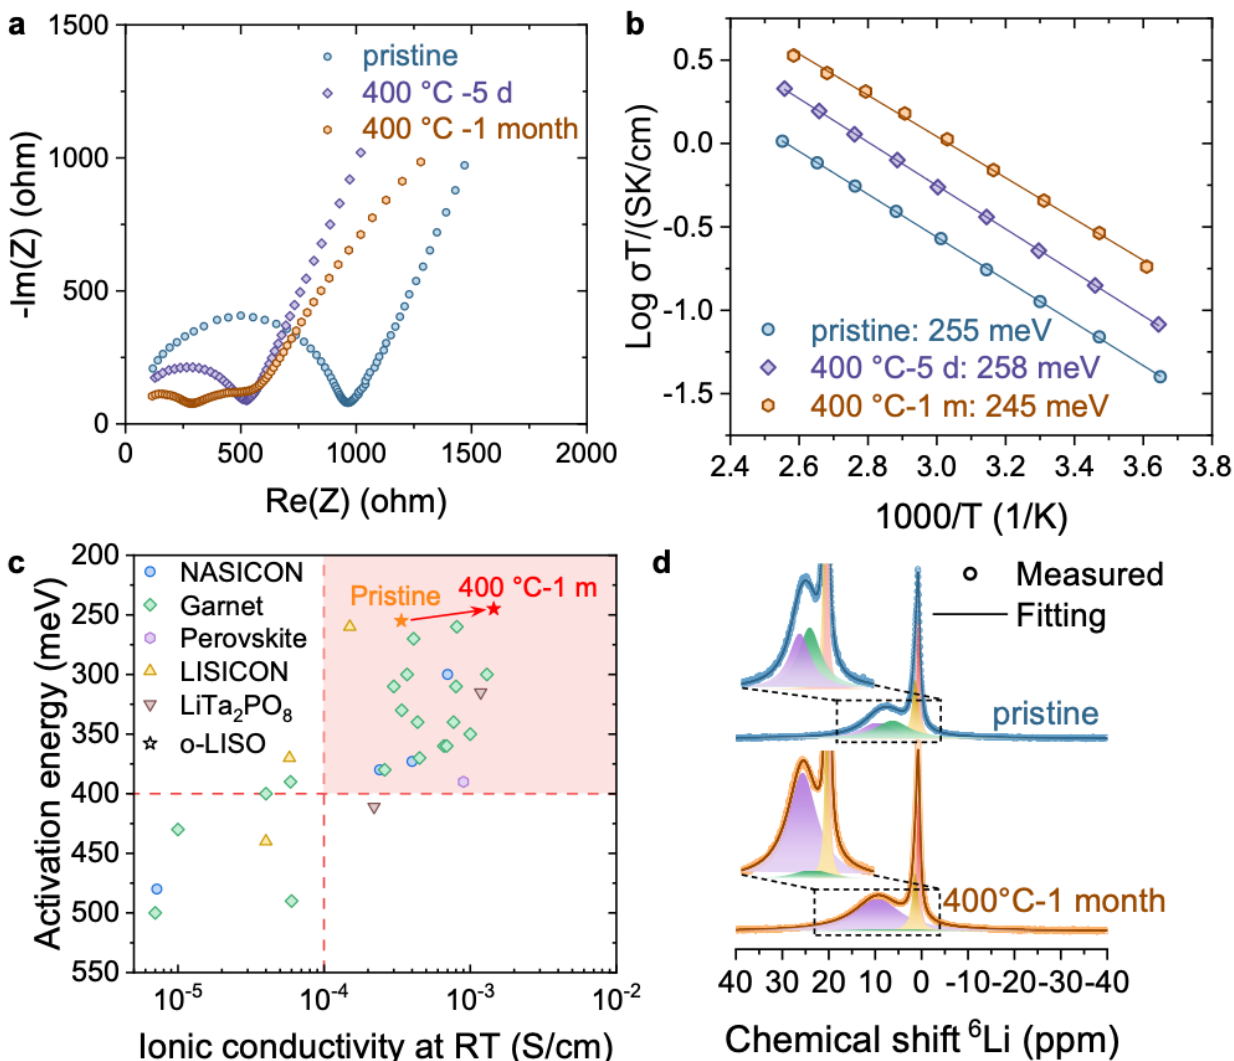 a
1500
1000
500
0
-Im(Z) (ohm)
pristine
400 °C -5 d
400 °C -1 month
0 500 1000 1500 2000
Re(Z) (ohm)
b
0.5
0.0
-0.5
-1.0
-1.5
Log σT/(SK/cm)
pristine: 255 meV
400 °C-5 d: 258 meV
400 °C-1 m: 245 meV
2.4 2.6 2.8 3.0 3.2 3.4 3.6 3.8
1000/T (1/K)
c
200
250
300
350
400
450
500
550
Activation energy (meV)
NASICON
Garnet
Perovskite
LISICON
LiTa₂PO₈
o-LISO
Pristine
400 °C-1 m
10⁻⁵ 10⁻⁴ 10⁻³ 10⁻²
Ionic conductivity at RT (S/cm)
d
Measured
Fitting
pristine
400°C-1 month
40 30 20 10 0 -10 -20 -30 -40
Chemical shift ⁶Li (ppm)